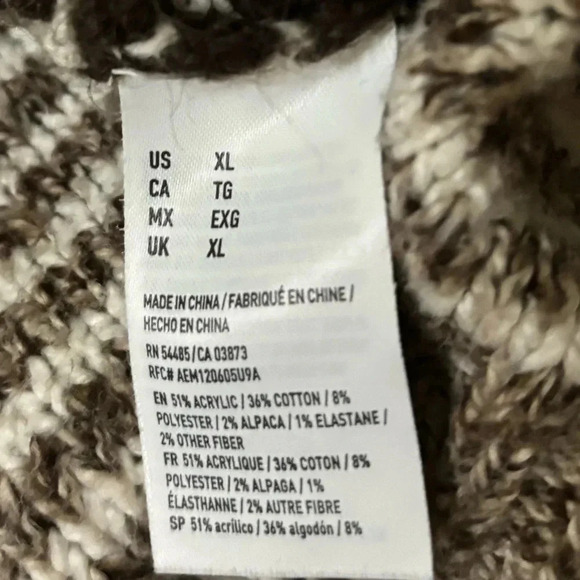 US XL
CA TG
MX EXG
UK XL
MADE IN CHINA / FABRIQUÉ EN CHINE /
HECHO EN CHINA
RN 54485 / CA 03873
RFC# AEM120605U9A
EN 51% ACRYLIC / 36% COTTON / 8%
POLYESTER / 2% ALPACA / 1% ELASTANE /
2% OTHER FIBER
FR 51% ACRYLIQUE / 36% COTON / 8%
POLYESTER / 2% ALPAGA / 1%
ÉLASTHANNE / 2% AUTRE FIBRE
SP 51% acrílico / 36% algodón / 8%